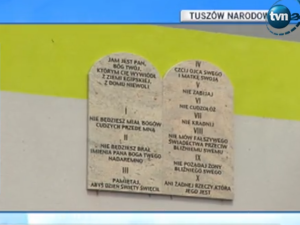 TUSZÓW NARODOW
tvn
JAM JEST PAN,
BÓG TWÓJ,
KTÓRYM CIĘ WYWIÓDŁ
Z ZIEMI EGIPSKIEJ,
Z DOMU NIEWOLI
I
NIE BĘDZIESZ MIAŁ BOGÓW
CUDZYCH PRZEDE MNĄ
II
NIE BĘDZIESZ BRAŁ
IMIENIA PANA BOGA TWEGO
NADAREMNO
III
PAMIĘTAJ,
ABYŚ DZIEŃ ŚWIĘTY ŚWIĘCIŁ
IV
CZCIJ OJCA SWEGO
I MATKĘ SWOJĄ
V
NIE ZABIJAJ
VI
NIE CUDZOŁÓŻ
VII
NIE KRADNIJ
VIII
NIE MÓW FAŁSZYWEGO
ŚWIADECTWA PRZECIW
BLIŹNIEMU SWEMU
IX
NIE POŻĄDAJ ŻONY
BLIŹNIEGO SWEGO
X
ANI ŻADNEJ RZECZY, KTÓRA
JEGO JEST